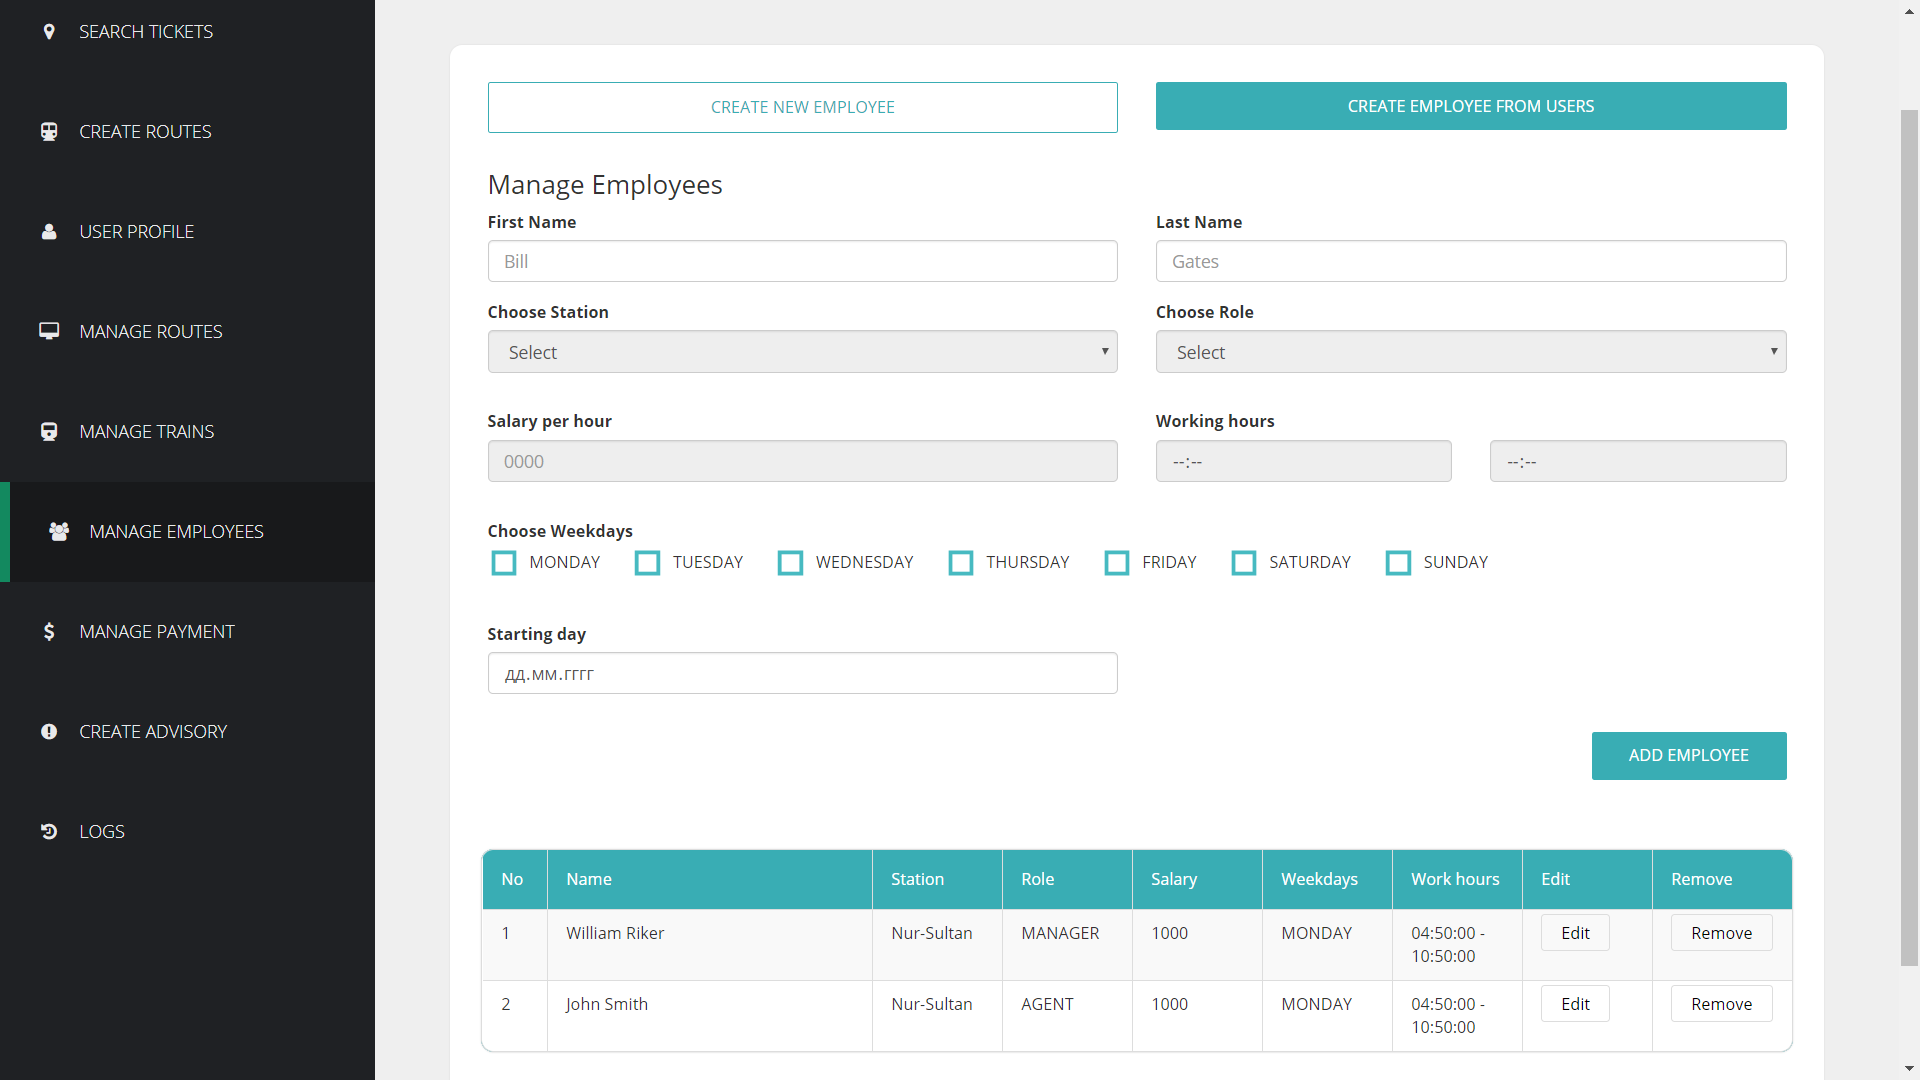 SEARCH TICKETS
CREATE ROUTES
USER PROFILE
MANAGE ROUTES
MANAGE TRAINS
MANAGE EMPLOYEES
MANAGE PAYMENT
CREATE ADVISORY
LOGS
CREATE NEW EMPLOYEE
CREATE EMPLOYEE FROM USERS
Manage Employees
First Name
Last Name
Bill
Gates
Choose Station
Choose Role
Select
Select
Salary per hour
Working hours
0000
--:--
--:--
Choose Weekdays
MONDAY TUESDAY WEDNESDAY THURSDAY FRIDAY SATURDAY SUNDAY
Starting day
дд.мм.гггг
ADD EMPLOYEE
No Name Station Role Salary Weekdays Work hours Edit Remove
1 William Riker Nur-Sultan MANAGER 1000 MONDAY 04:50:00 - Edit Remove
10:50:00
2 John Smith Nur-Sultan AGENT 1000 MONDAY 04:50:00 - Edit Remove
10:50:00